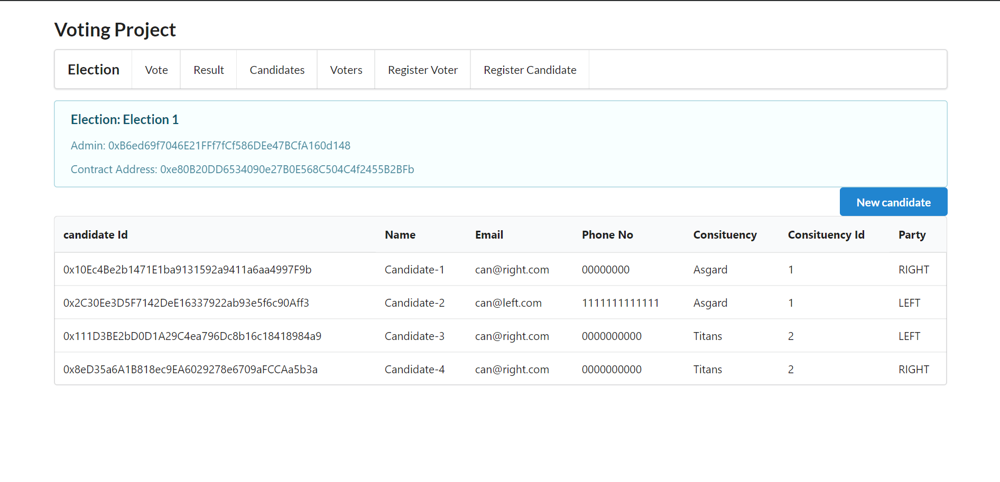 Voting Project
Election Vote Result Candidates Voters Register Voter Register Candidate
Election: Election 1
Admin: 0xB6ed69f7046E21FFf7fCf586DEe47BCfA160d148
Contract Address: 0xe80B20DD6534090e27B0E568C504C4f2455B2BFb
New candidate
candidate Id Name Email Phone No Consituency Consituency Id Party
0x10Ec4Be2b1471E1ba9131592a9411a6aa4997F9b Candidate-1 can@right.com 00000000 Asgard 1 RIGHT
0x2C30Ee3D5F7142DeE16337922ab93e5f6c90Aff3 Candidate-2 can@left.com 1111111111111 Asgard 1 LEFT
0x111D3BE2bD0D1A29C4ea796Dc8b16c18418984a9 Candidate-3 can@right.com 0000000000 Titans 2 LEFT
0x8eD35a6A1B818ec9EA6029278e6709aFCCAa5b3a Candidate-4 can@right.com 0000000000 Titans 2 RIGHT